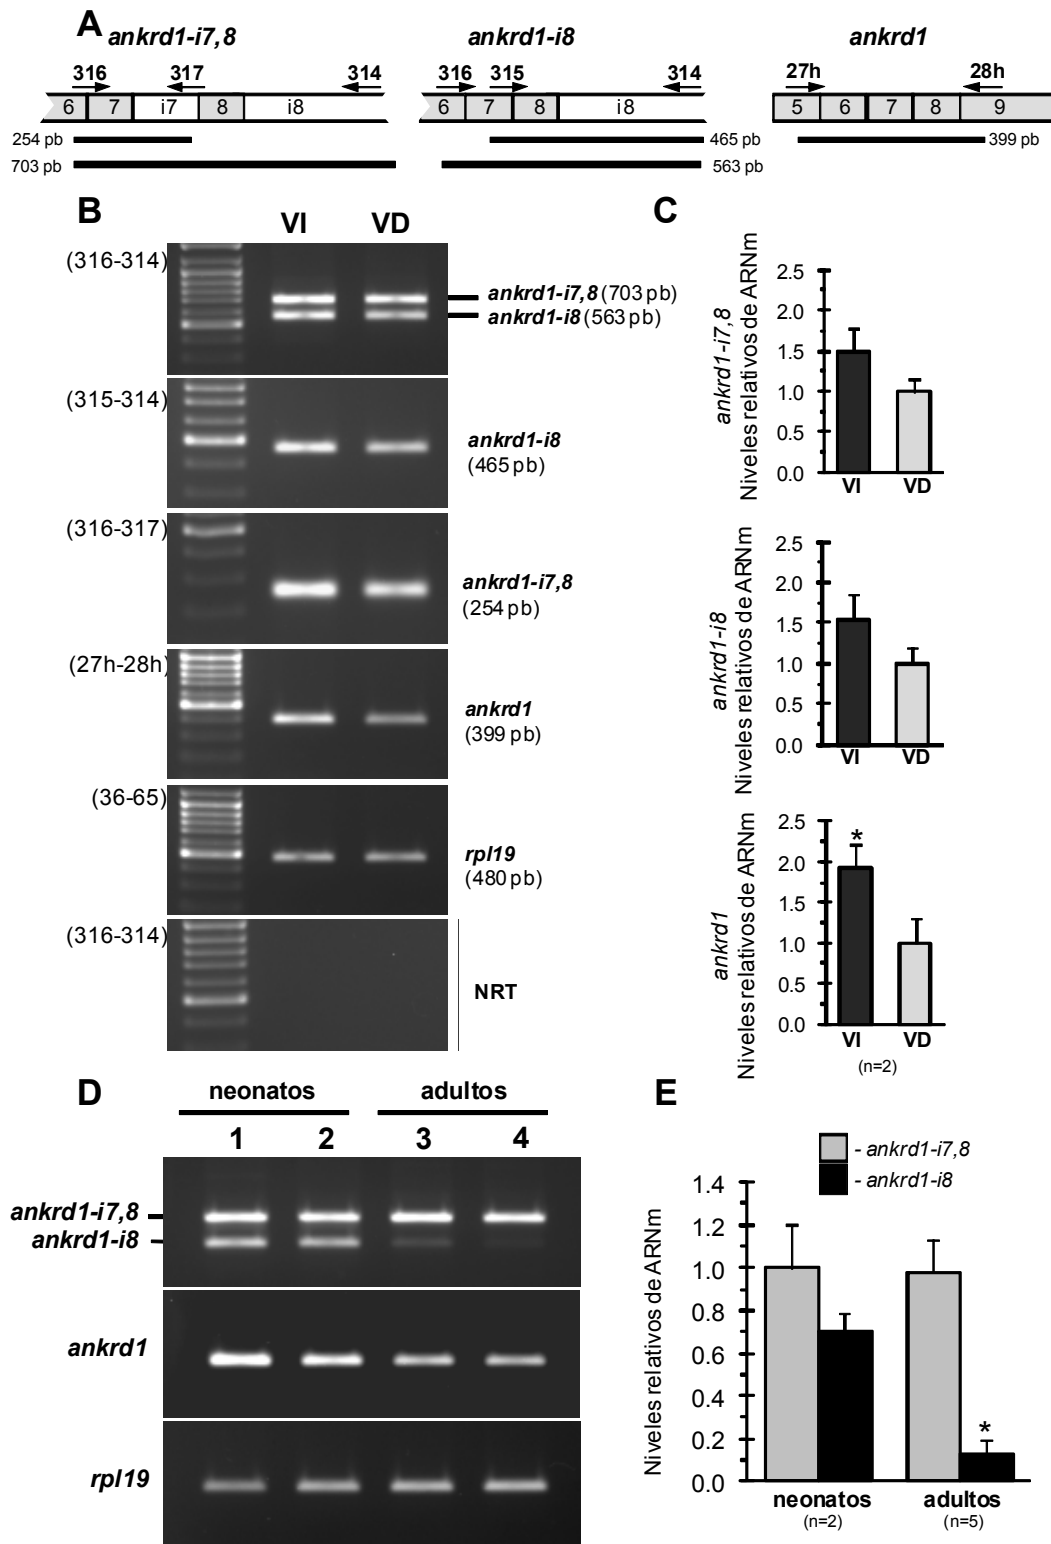 A
ankrd1-i7,8
ankrd1-i8
ankrd1
316 317 314
316 315 314
27h 28h
6 7 i7 8 i8
6 7 8 i8
5 6 7 8 9
254 pb
465 pb
399 pb
703 pb
563 pb
B
VI VD
(316-314)
ankrd1-i7,8 (703 pb)
ankrd1-i8 (563 pb)
(315-314)
ankrd1-i8
(465 pb)
(316-317)
ankrd1-i7,8
(254 pb)
(27h-28h)
ankrd1
(399 pb)
(36-65)
rpl19
(480 pb)
(316-314)
NRT
C
ankrd1-i7,8
Niveles relativos de ARNm
2.5
2.0
1.5
1.0
0.5
0.0
VI VD
ankrd1-i8
Niveles relativos de ARNm
2.5
2.0
1.5
1.0
0.5
0.0
VI VD
ankrd1
Niveles relativos de ARNm
2.5
2.0
1.5
1.0
0.5
0.0
*
VI VD
(n=2)
D
neonatos adultos
1 2 3 4
ankrd1-i7,8
ankrd1-i8
ankrd1
rpl19
E
- ankrd1-i7,8
- ankrd1-i8
Niveles relativos de ARNm
1.4
1.2
1.0
0.8
0.6
0.4
0.2
0.0
*
neonatos adultos
(n=2) (n=5)